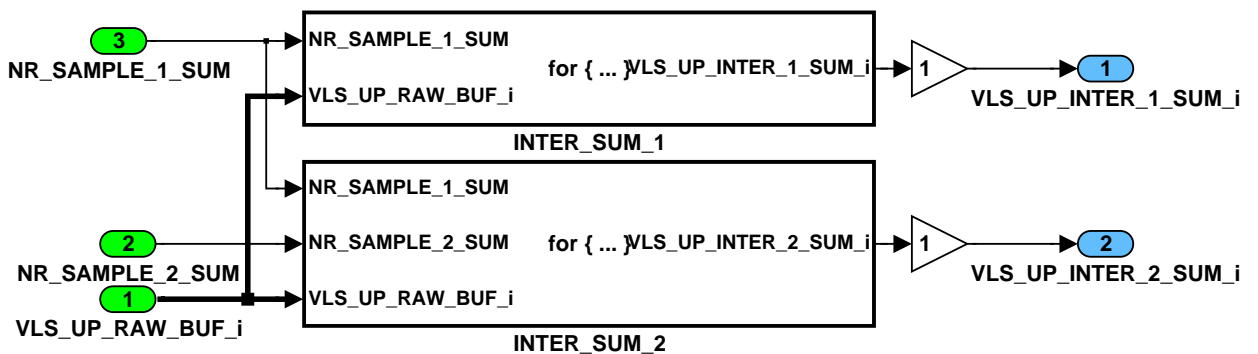 3
NR_SAMPLE_1_SUM
NR_SAMPLE_1_SUM
for { ... }
VLS_UP_INTER_1_SUM_i
VLS_UP_RAW_BUF_i
INTER_SUM_1
1
1
VLS_UP_INTER_1_SUM_i
NR_SAMPLE_1_SUM
2
NR_SAMPLE_2_SUM
NR_SAMPLE_2_SUM
for { ... }
VLS_UP_INTER_2_SUM_i
1
VLS_UP_RAW_BUF_i
VLS_UP_RAW_BUF_i
INTER_SUM_2
1
2
VLS_UP_INTER_2_SUM_i